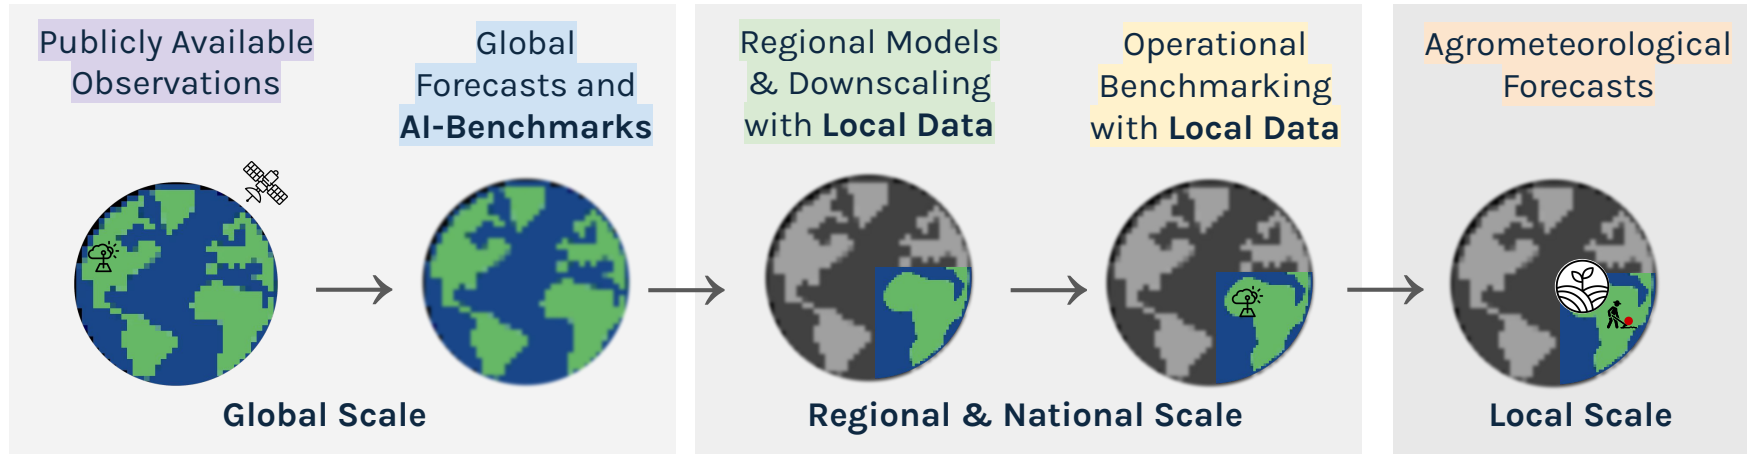 Publicly Available
Observations
Global
Forecasts and
AI-Benchmarks
Global Scale
Regional Models
& Downscaling
with Local Data
Operational
Benchmarking
with Local Data
Regional & National Scale
Agrometeorological
Forecasts
Local Scale